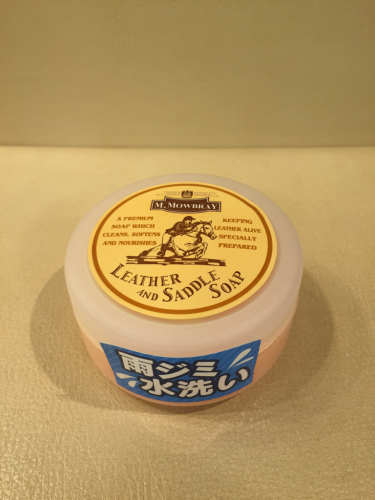 M. MOWBRAY
A PREMIUM
SOAP WHICH
CLEANS, SOFTENS
AND NOURISHES
KEEPING
LEATHER ALIVE
SPECIALLY
PREPARED
LEATHER
AND SADDLE
SOAP
雨ジミ
水洗い